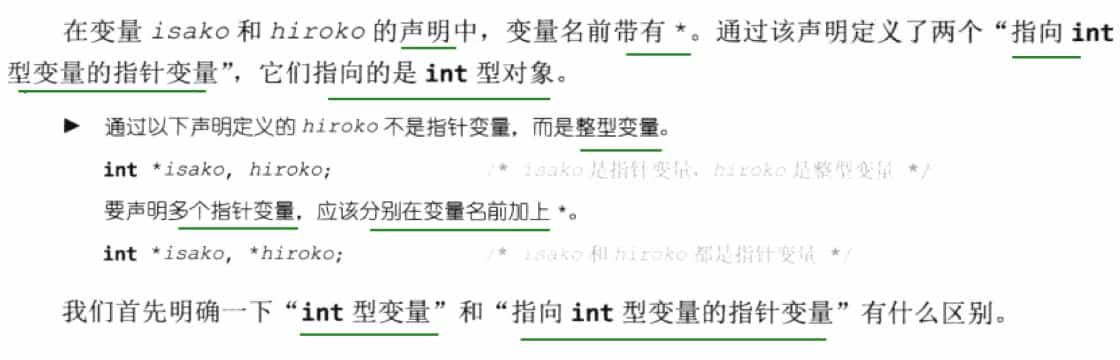 在变量 isako 和 hiroko 的声明中，变量名前带有 *。通过该声明定义了两个“指向 int
型变量的指针变量”，它们指向的是 int 型对象。
▶ 通过以下声明定义的 hiroko 不是指针变量，而是整型变量。
int *isako, hiroko; /* isako 是指针变量，hiroko 是整型变量 */
要声明多个指针变量，应该分别在变量名前加上 *。
int *isako, *hiroko; /* isako 和 hiroko 都是指针变量 */
我们首先明确一下“int 型变量”和“指向 int 型变量的指针变量”有什么区别。